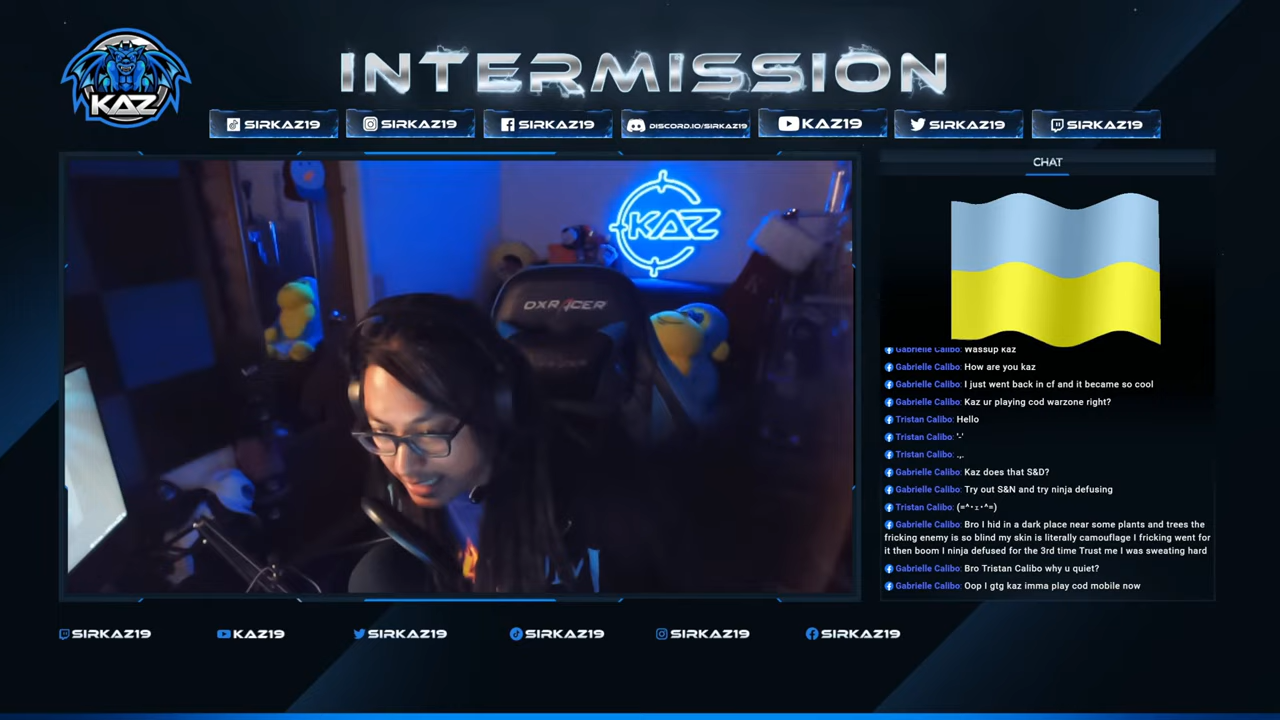 KAZ
INTERMISSION
SIRKAZ19
SIRKAZ19
SIRKAZ19
DISCORD.IO/SIRKAZ19
KAZ19
SIRKAZ19
SIRKAZ19
CHAT
KAZ
DXRACER
Gabrielle Calibo: Wassup kaz
Gabrielle Calibo: How are you kaz
Gabrielle Calibo: I just went back in cf and it became so cool
Gabrielle Calibo: Kaz ur playing cod warzone right?
Tristan Calibo: Hello
Tristan Calibo: '-'
Tristan Calibo: .,.
Gabrielle Calibo: Kaz does that S&D?
Gabrielle Calibo: Try out S&N and try ninja defusing
Tristan Calibo: (=^・ェ・^=)
Gabrielle Calibo: Bro I hid in a dark place near some plants and trees the
fricking enemy is so blind my skin is literally camouflage I fricking went for
it then boom I ninja defused for the 3rd time Trust me I was sweating hard
Gabrielle Calibo: Bro Tristan Calibo why u quiet?
Gabrielle Calibo: Oop I gtg kaz imma play cod mobile now
SIRKAZ19
KAZ19
SIRKAZ19
SIRKAZ19
SIRKAZ19
SIRKAZ19